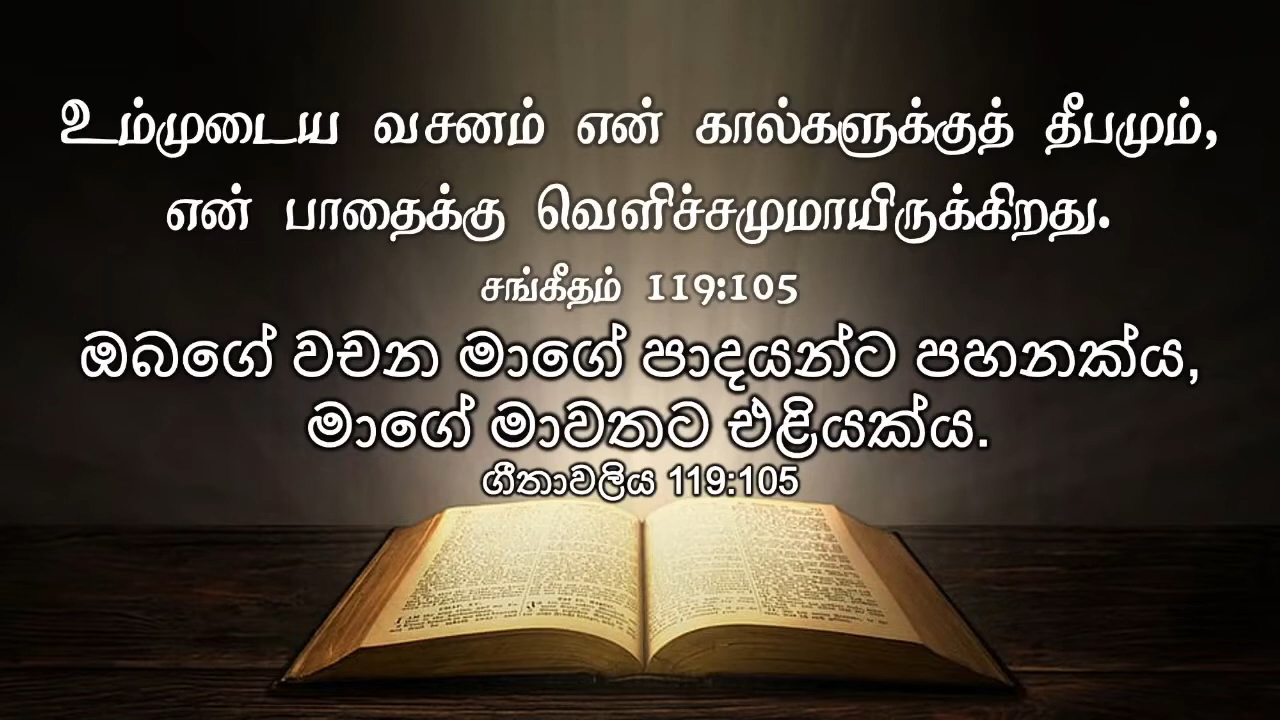 உம்முடைய வசனம் என் கால்களுக்குத் தீபமும்,
என் பாதைக்கு வெளிச்சமுமாயிருக்கிறது.
சங்கீதம் 119:105
ඔබගේ වචන මාගේ පාදයන්ට පහනක්ය,
මාගේ මාවතට එළියක්ය.
ගීතාවලිය 119:105